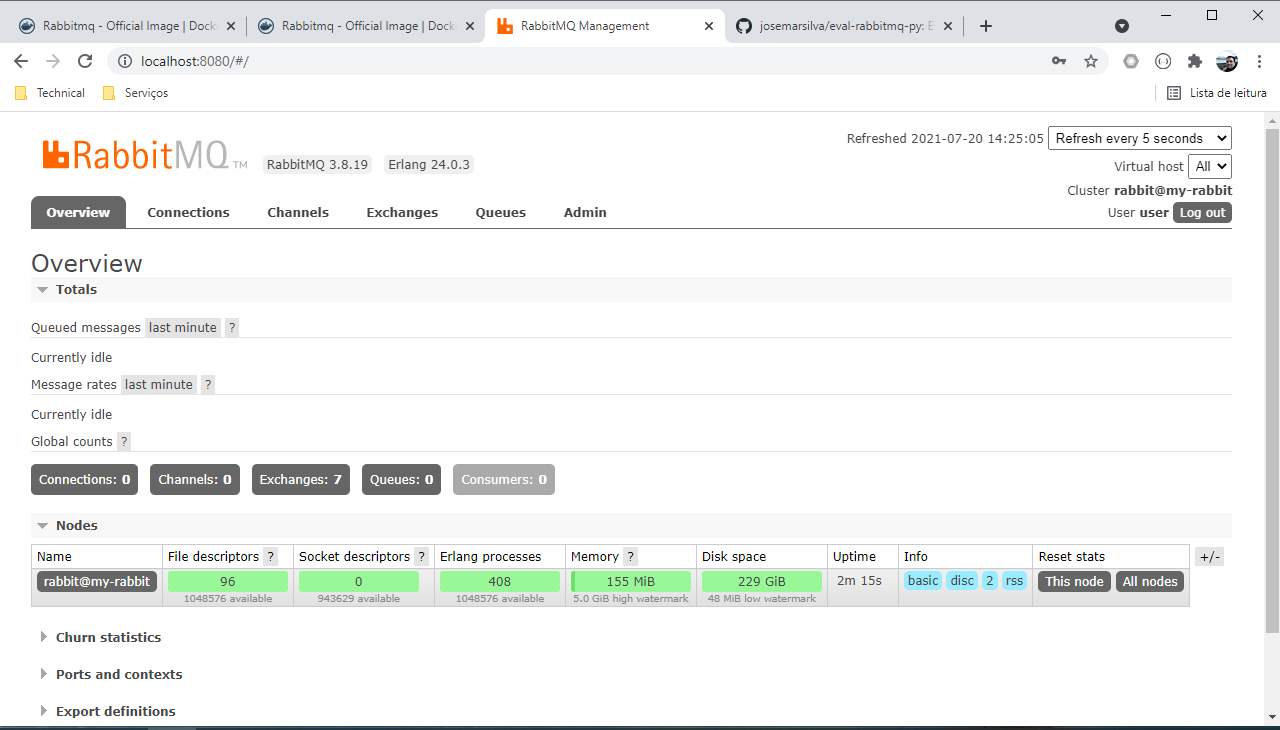 Rabbitmq - Official Image | Dock
Rabbitmq - Official Image | Dock
RabbitMQ Management
josemarsilva/eval-rabbitmq-py: E
localhost:8080/#/
Technical
Serviços
Lista de leitura
RabbitMQ TM
RabbitMQ 3.8.19
Erlang 24.0.3
Refreshed 2021-07-20 14:25:05 Refresh every 5 seconds
Virtual host All
Cluster rabbit@my-rabbit
User user Log out
Overview Connections Channels Exchanges Queues Admin
Overview
Totals
Queued messages last minute ?
Currently idle
Message rates last minute ?
Currently idle
Global counts ?
Connections: 0 Channels: 0 Exchanges: 7 Queues: 0 Consumers: 0
Nodes
Name File descriptors ? Socket descriptors ? Erlang processes Memory ? Disk space Uptime Info Reset stats +/-
rabbit@my-rabbit 96 0 408 155 MiB 229 GiB 2m 15s basic disc 2 rss This node All nodes
1048576 available 943629 available 1048576 available 5.0 GiB high watermark 48 MiB low watermark
Churn statistics
Ports and contexts
Export definitions